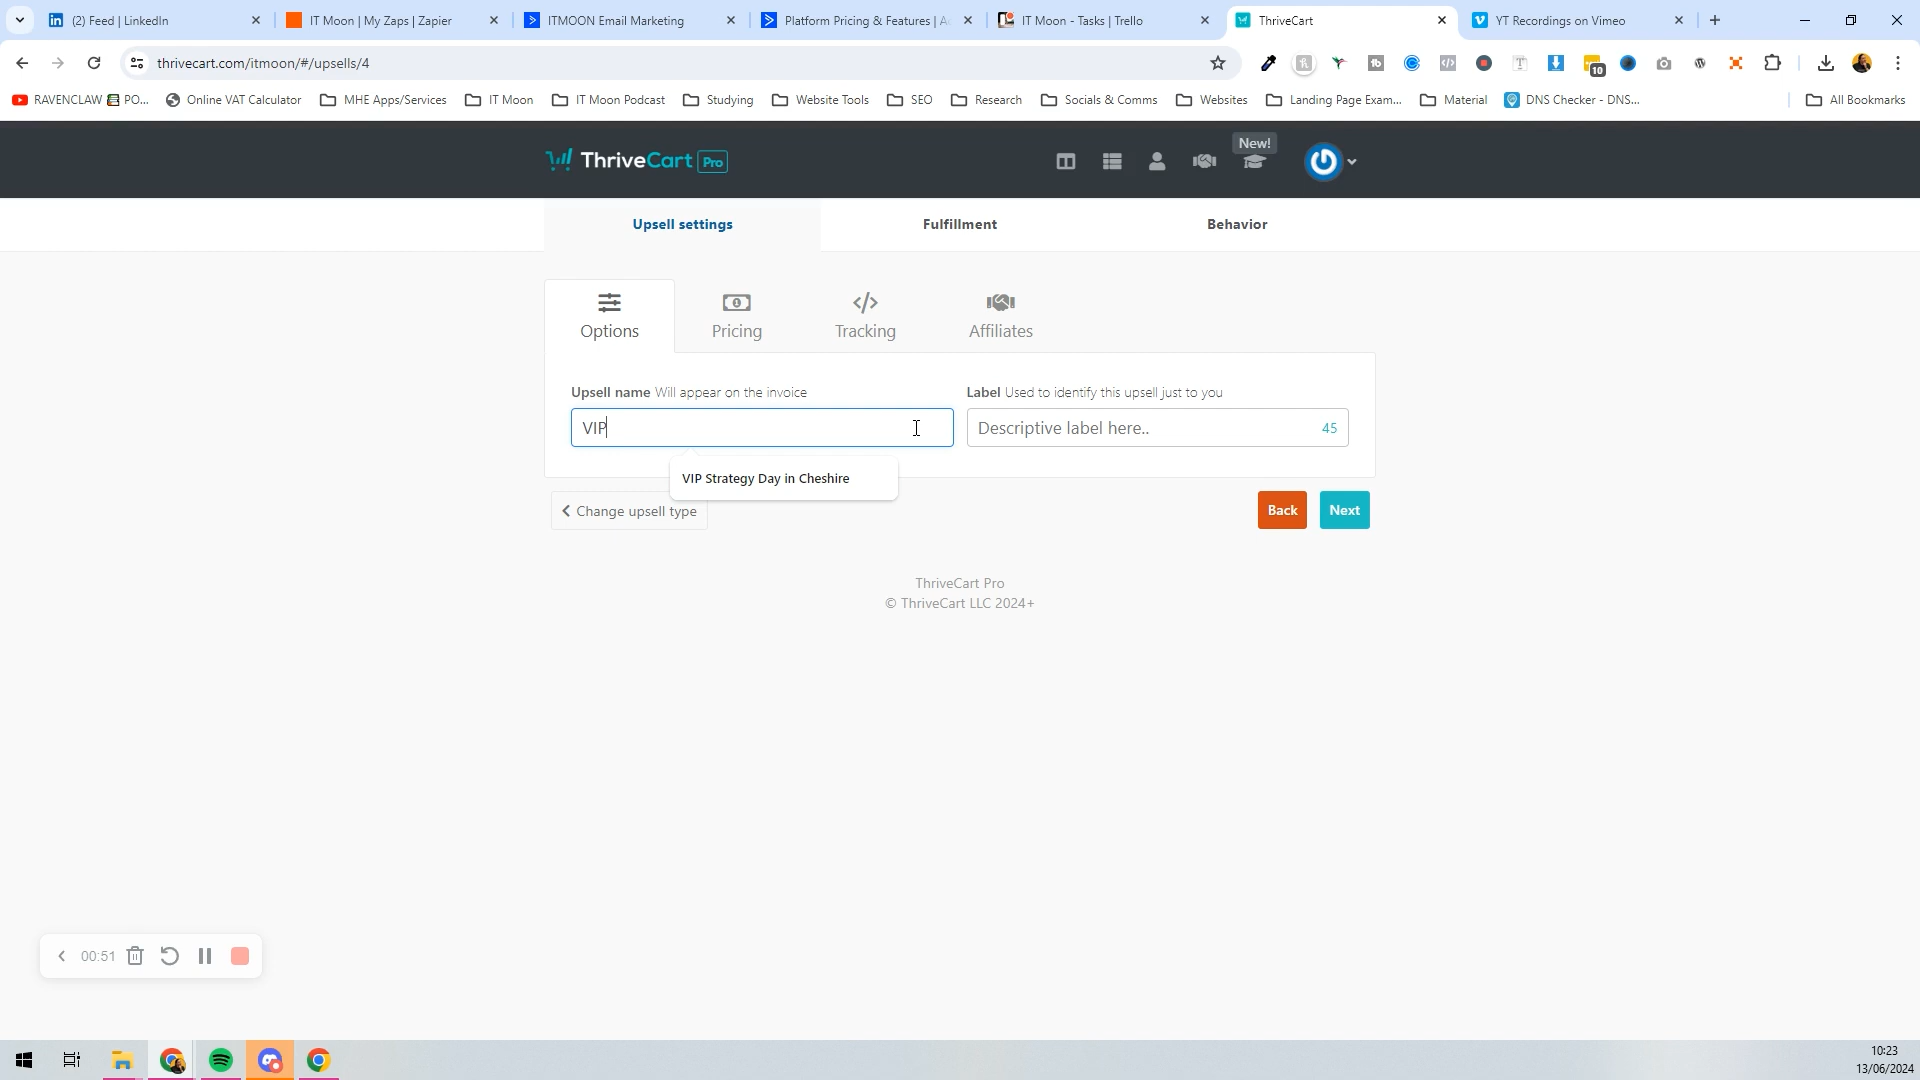 (2) Feed | LinkedIn
IT Moon | My Zaps | Zapier
ITMOON Email Marketing
Platform Pricing & Features | A
IT Moon - Tasks | Trello
ThriveCart
YT Recordings on Vimeo
thrivecart.com/itmoon/#/upsells/4
10
RAVENCLAW PO...
Online VAT Calculator
MHE Apps/Services
IT Moon
IT Moon Podcast
Studying
Website Tools
SEO
Research
Socials & Comms
Websites
Landing Page Exam...
Material
DNS Checker - DNS...
All Bookmarks
ThriveCart Pro
New!
Upsell settings
Fulfillment
Behavior
Options
Pricing
Tracking
Affiliates
Upsell name Will appear on the invoice
Label Used to identify this upsell just to you
VIP
Descriptive label here.. 45
VIP Strategy Day in Cheshire
Change upsell type
Back
Next
ThriveCart Pro
© ThriveCart LLC 2024+
00:51
10:23
13/06/2024